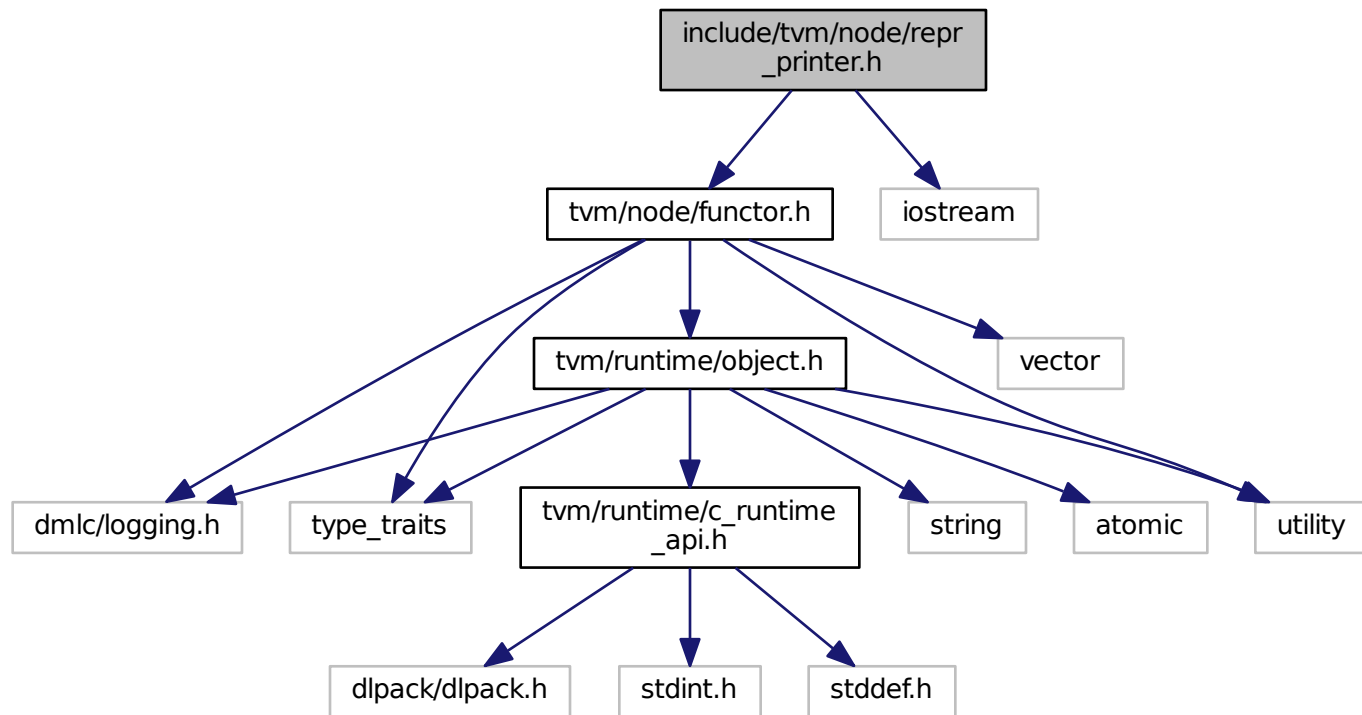 include/tvm/node/repr
_printer.h
tvm/node/functor.h
iostream
tvm/runtime/object.h
vector
dmlc/logging.h
type_traits
tvm/runtime/c_runtime
_api.h
string
atomic
utility
dlpack/dlpack.h
stdint.h
stddef.h